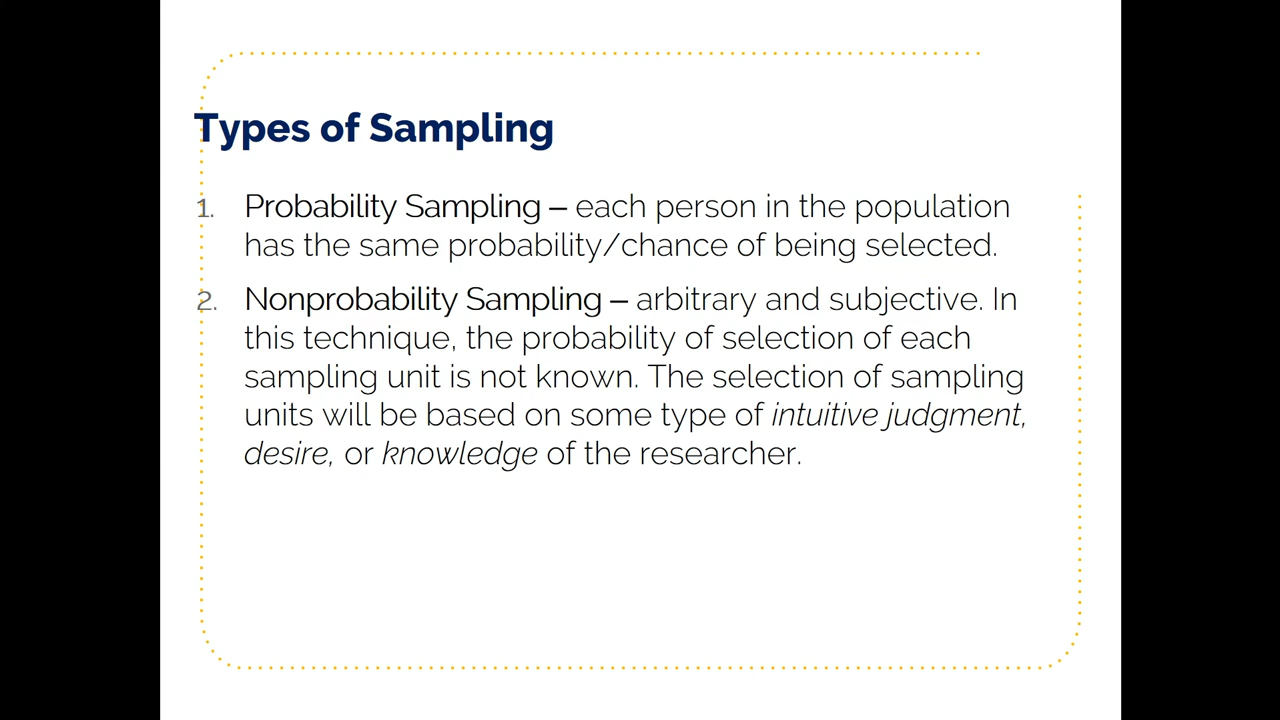 Types of Sampling
1. Probability Sampling – each person in the population
has the same probability/chance of being selected.
2. Nonprobability Sampling – arbitrary and subjective. In
this technique, the probability of selection of each
sampling unit is not known. The selection of sampling
units will be based on some type of intuitive judgment,
desire, or knowledge of the researcher.